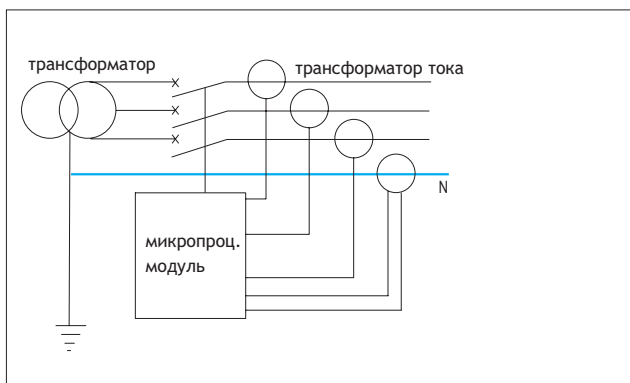 трансформатор
трансформатор тока
N
микропроц.
модуль